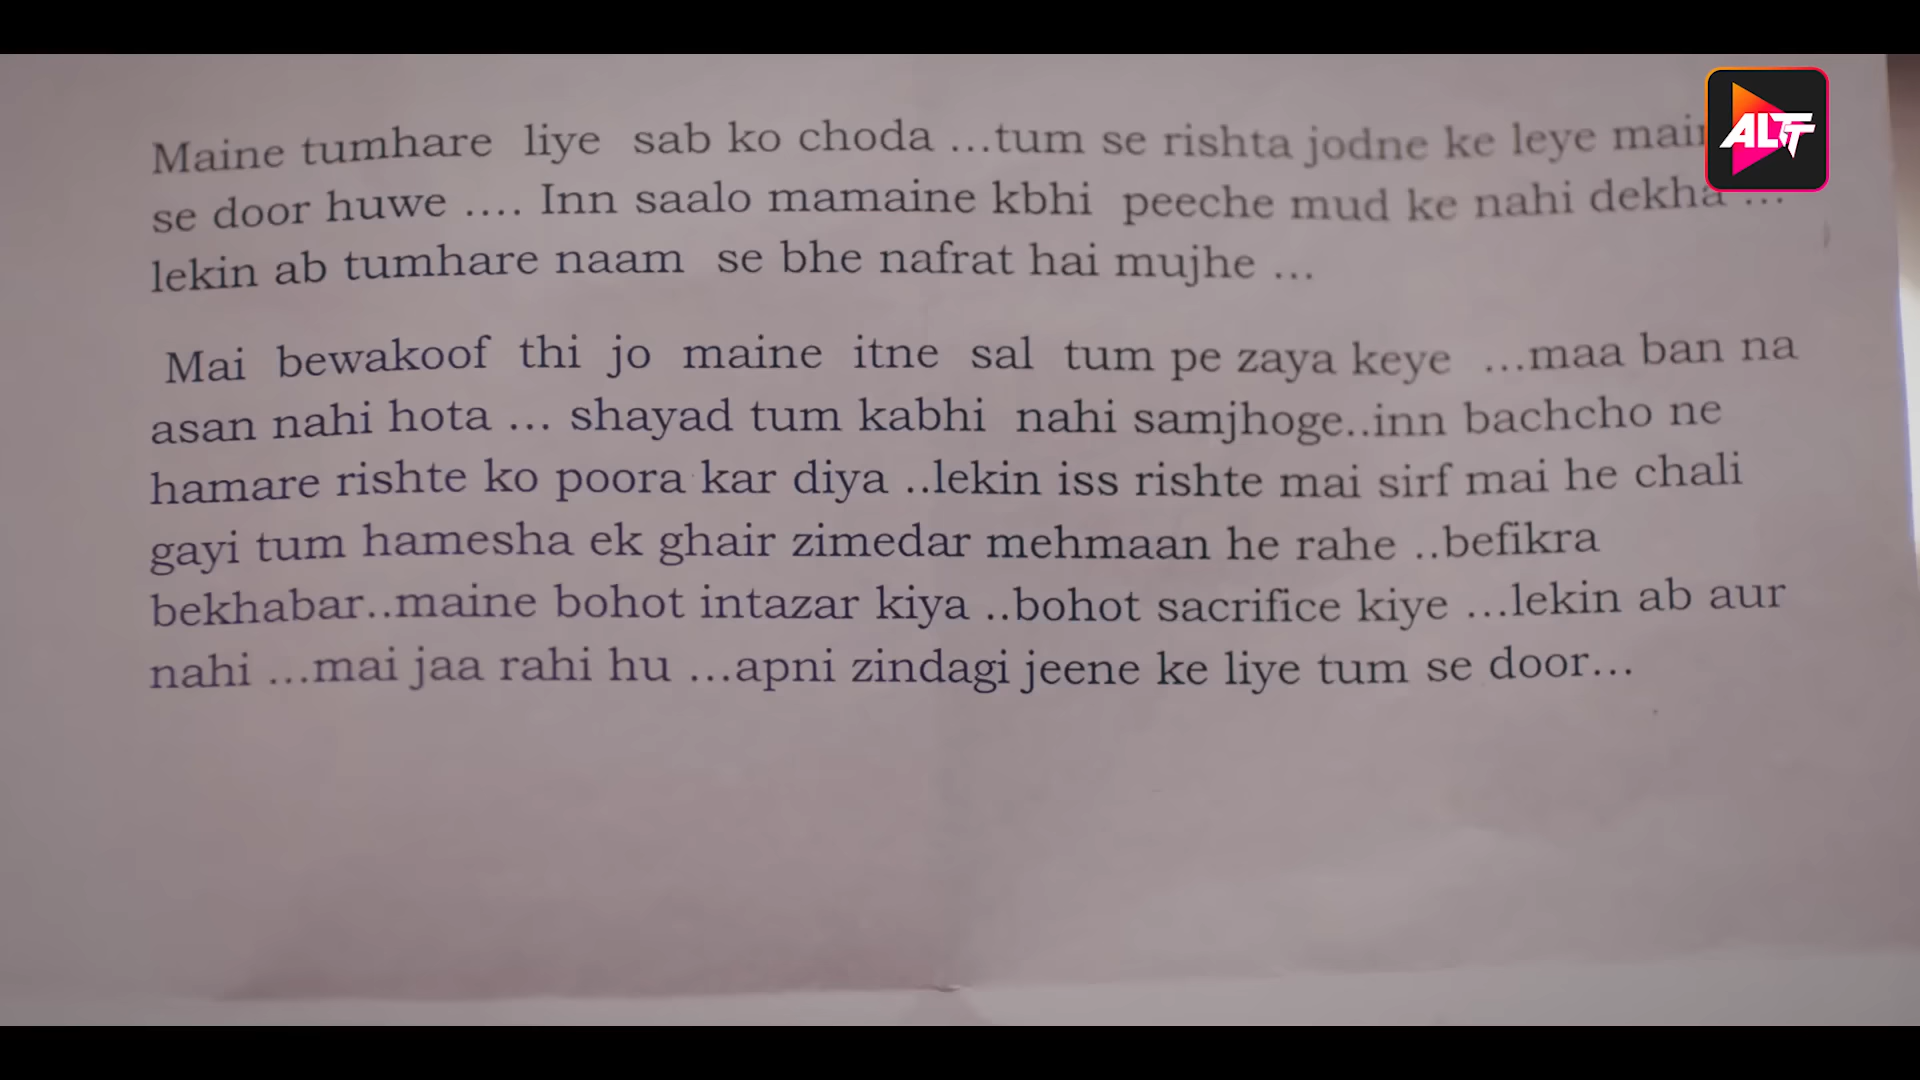 Maine tumhare liye sab ko choda ...tum se rishta jodne ke leye
ALTT
se door huwe .... Inn saalo mamaine kbhi peeche mud ke nahi dekha ...
lekin ab tumhare naam se bhe nafrat hai mujhe ...
Mai bewakoof thi jo maine itne sal tum pe zaya keye ...maa ban na
asan nahi hota ... shayad tum kabhi nahi samjhoge..inn bachcho ne
hamare rishte ko poora kar diya ..lekin iss rishte mai sirf mai he chali
gayi tum hamesha ek ghair zimedar mehmaan he rahe ..befikra
bekhabar..maine bohot intazar kiya ..bohot sacrifice kiye ...lekin ab aur
nahi ...mai jaa rahi hu ...apni zindagi jeene ke liye tum se door...